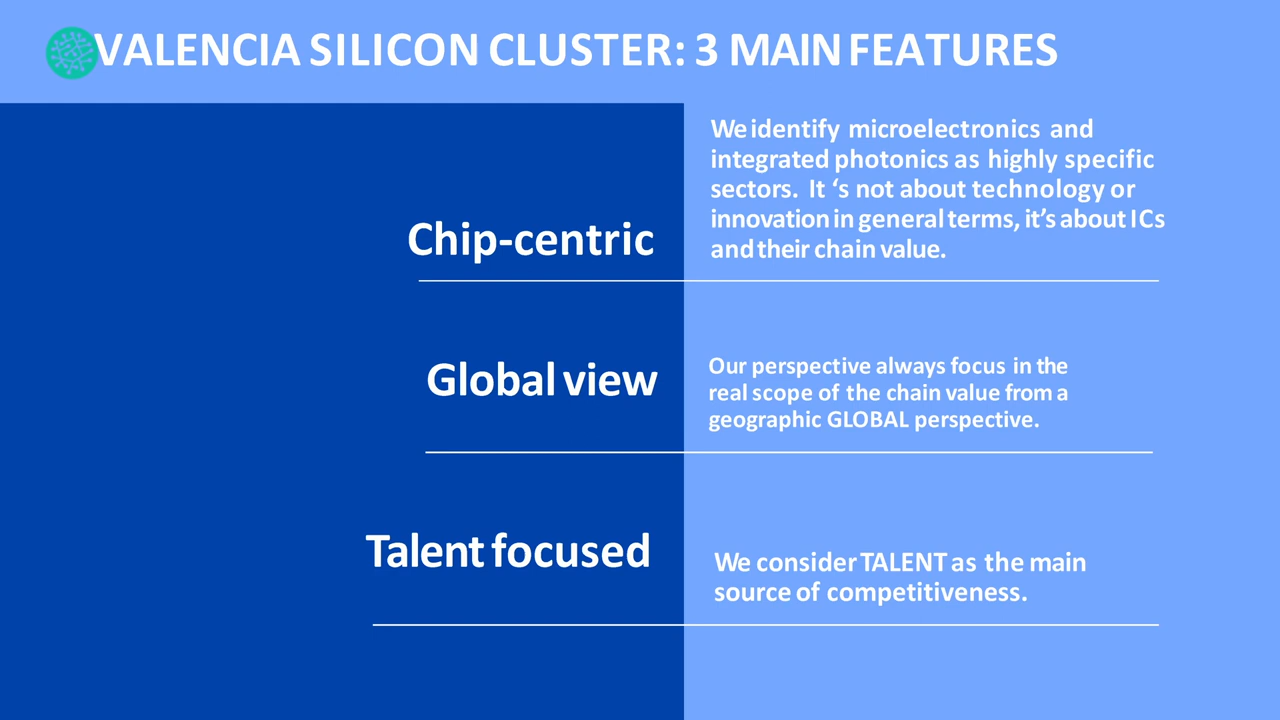 VALENCIA SILICON CLUSTER: 3 MAIN FEATURES
Chip-centric
We identify microelectronics and
integrated photonics as highly specific
sectors. It ‘s not about technology or
innovation in general terms, it’s about ICs
and their chain value.
Global view
Our perspective always focus in the
real scope of the chain value from a
geographic GLOBAL perspective.
Talent focused
We consider TALENT as the main
source of competitiveness.